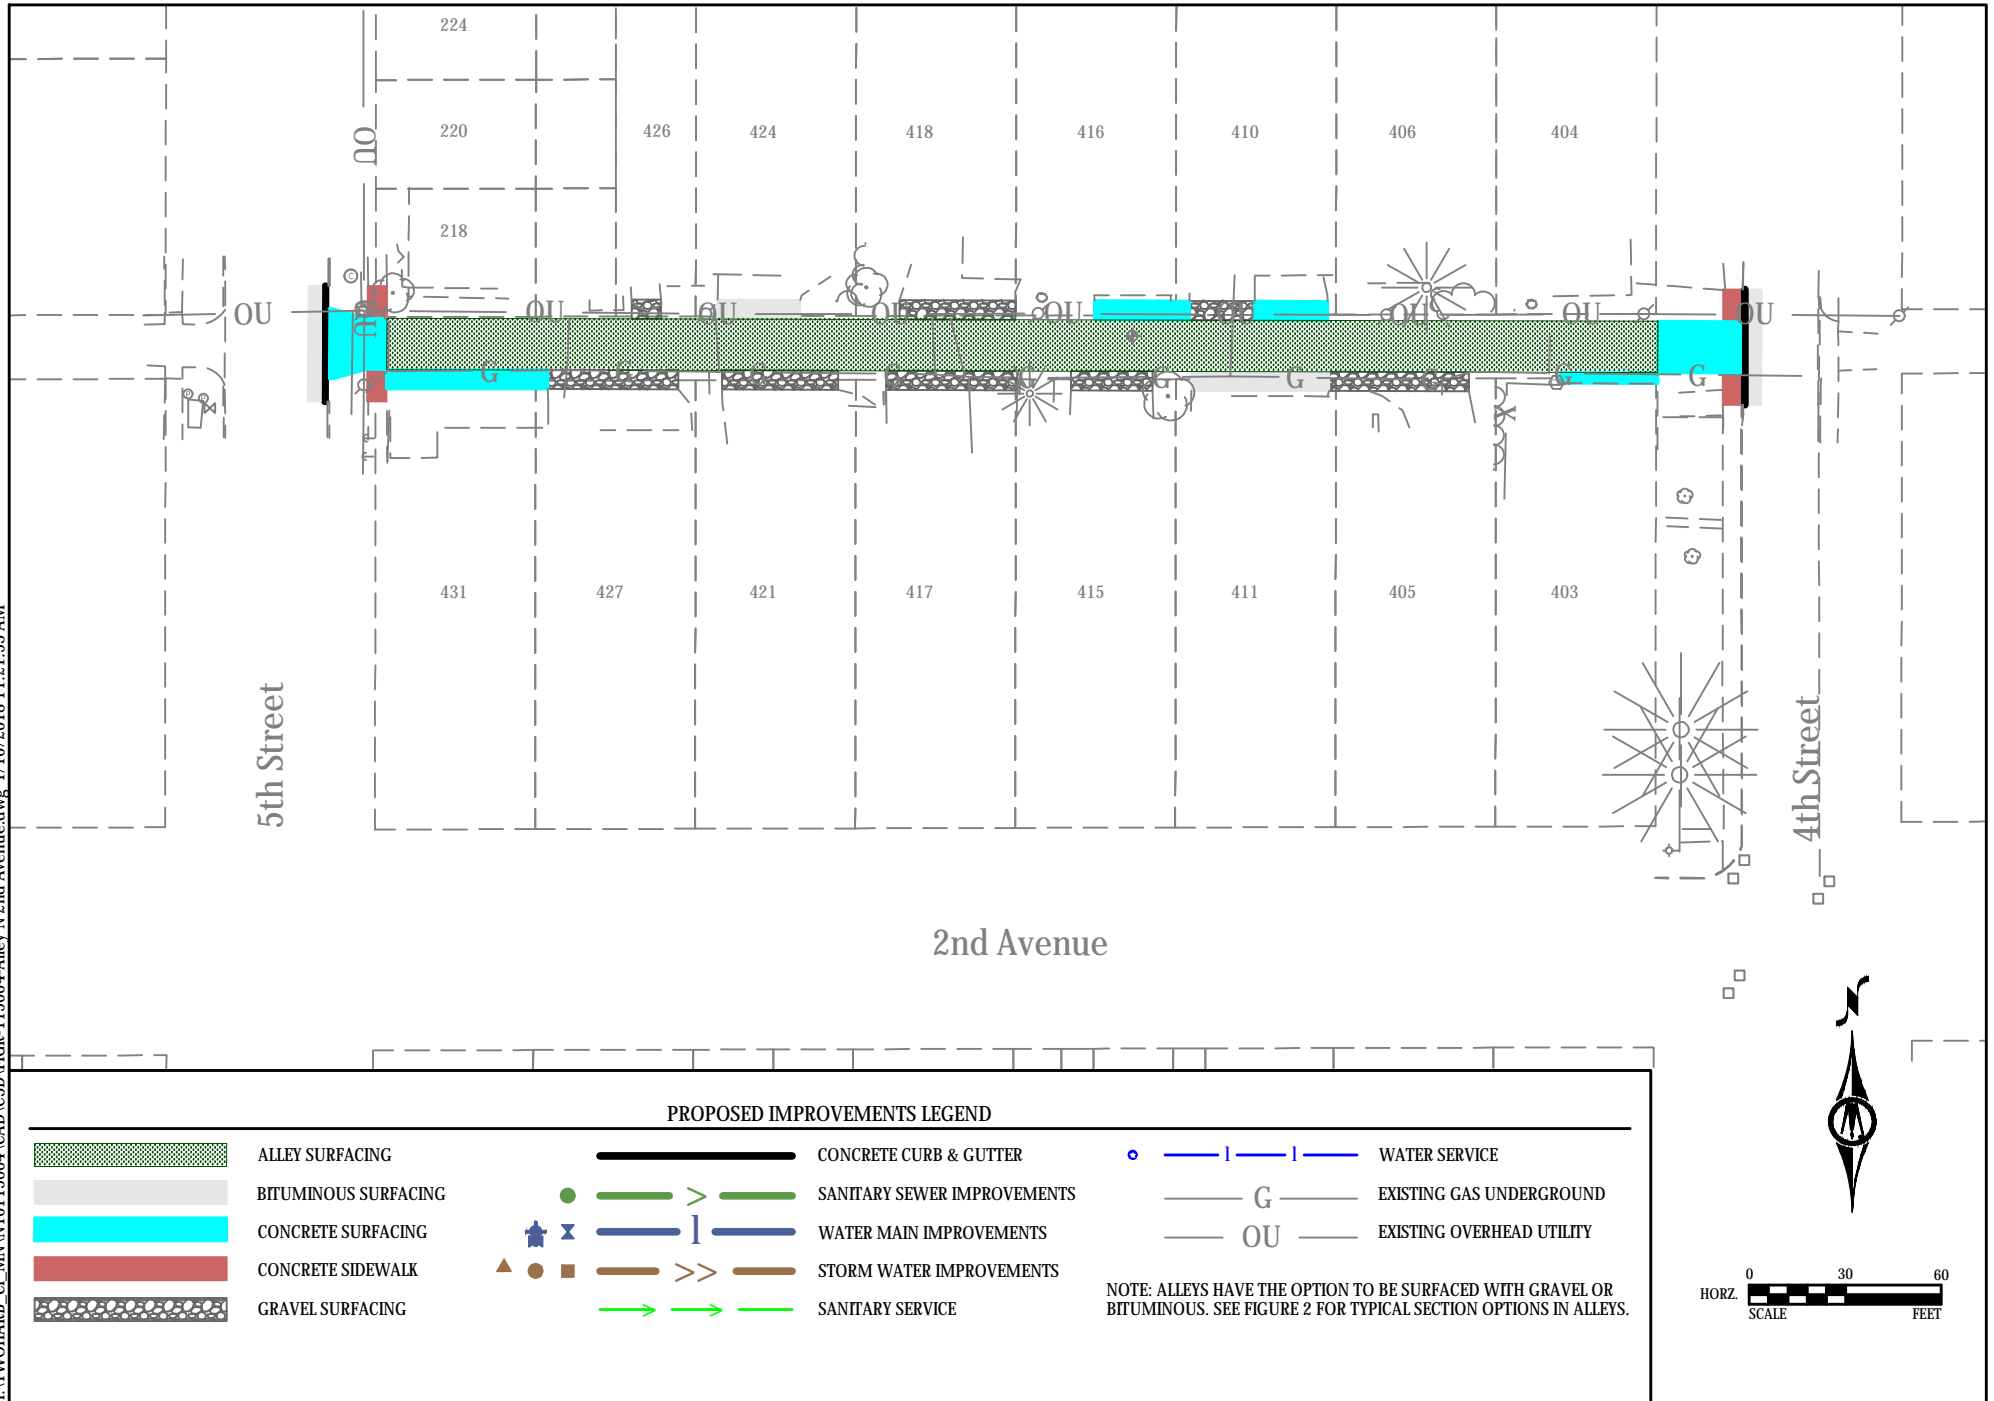 224
220
426
424
418
416
410
406
404
218
OU
OU
OU
OU
OU
OU
OU
OU
OU
OU
OU
G
G
G
G
G
G
G
G
G
X
431
427
421
417
415
411
405
403
5th Street
4th Street
2nd Avenue
N
PROPOSED IMPROVEMENTS LEGEND
ALLEY SURFACING
BITUMINOUS SURFACING
CONCRETE SURFACING
CONCRETE SIDEWALK
GRAVEL SURFACING
CONCRETE CURB & GUTTER
> SANITARY SEWER IMPROVEMENTS
l WATER MAIN IMPROVEMENTS
>> STORM WATER IMPROVEMENTS
SANITARY SERVICE
l l WATER SERVICE
G EXISTING GAS UNDERGROUND
OU EXISTING OVERHEAD UTILITY
NOTE: ALLEYS HAVE THE OPTION TO BE SURFACED WITH GRAVEL OR
BITUMINOUS. SEE FIGURE 2 FOR TYPICAL SECTION OPTIONS IN ALLEYS.
0 30 60
HORZ.
SCALE FEET